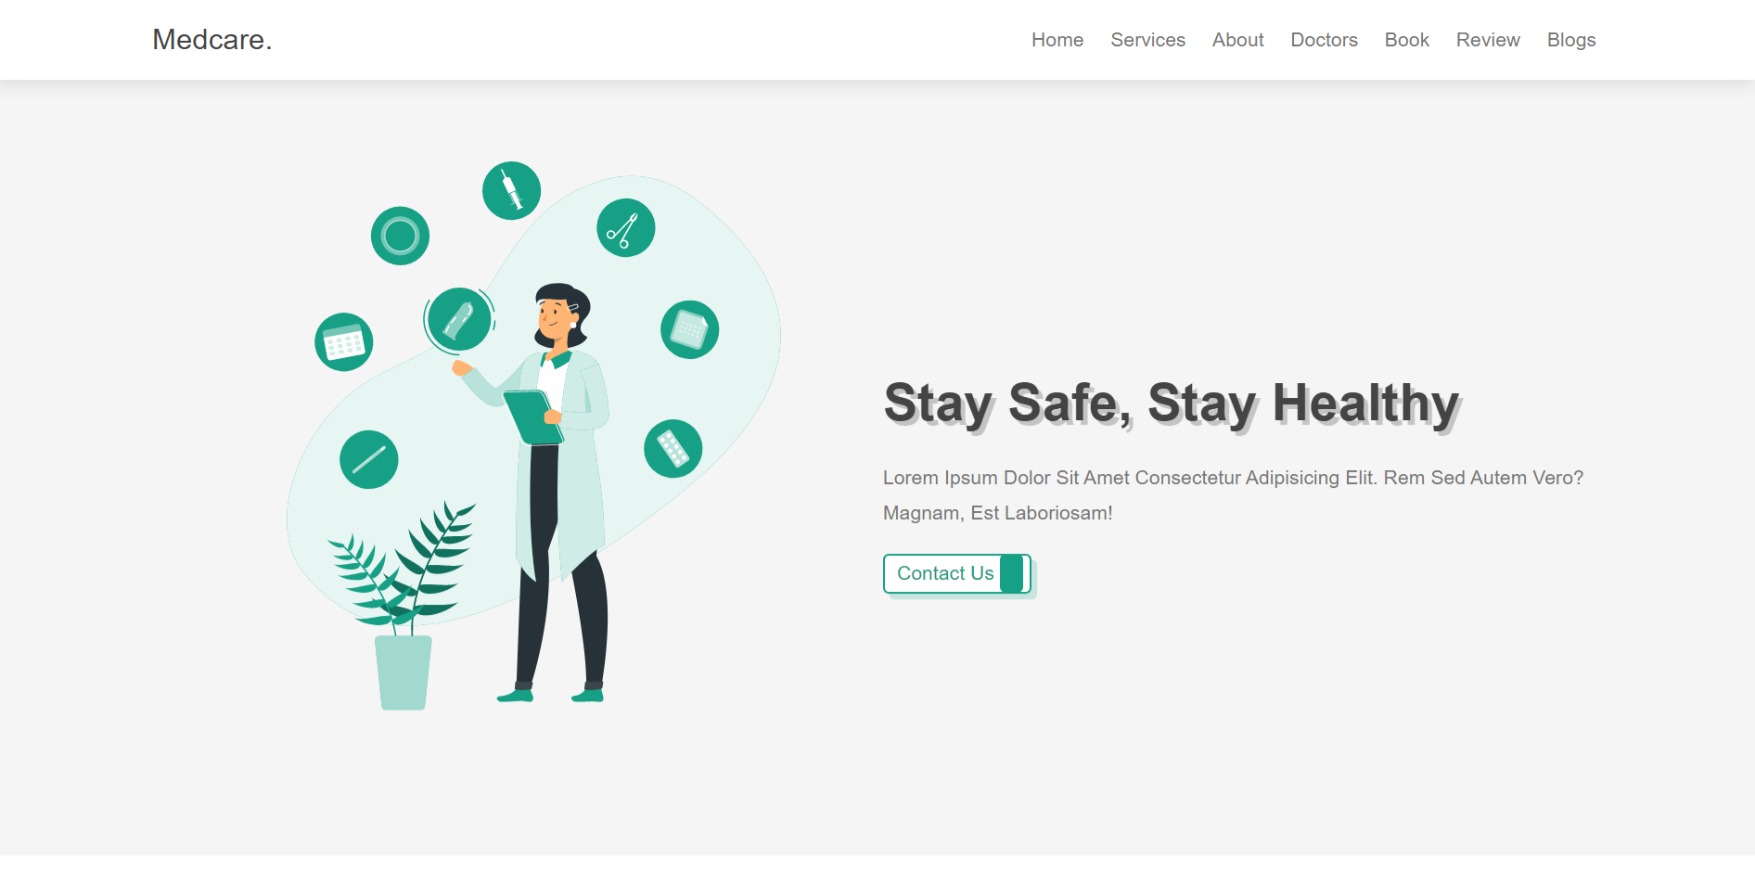 Medcare.
Home Services About Doctors Book Review Blogs
Stay Safe, Stay Healthy
Lorem Ipsum Dolor Sit Amet Consectetur Adipisicing Elit. Rem Sed Autem Vero?
Magnam, Est Laboriosam!
Contact Us